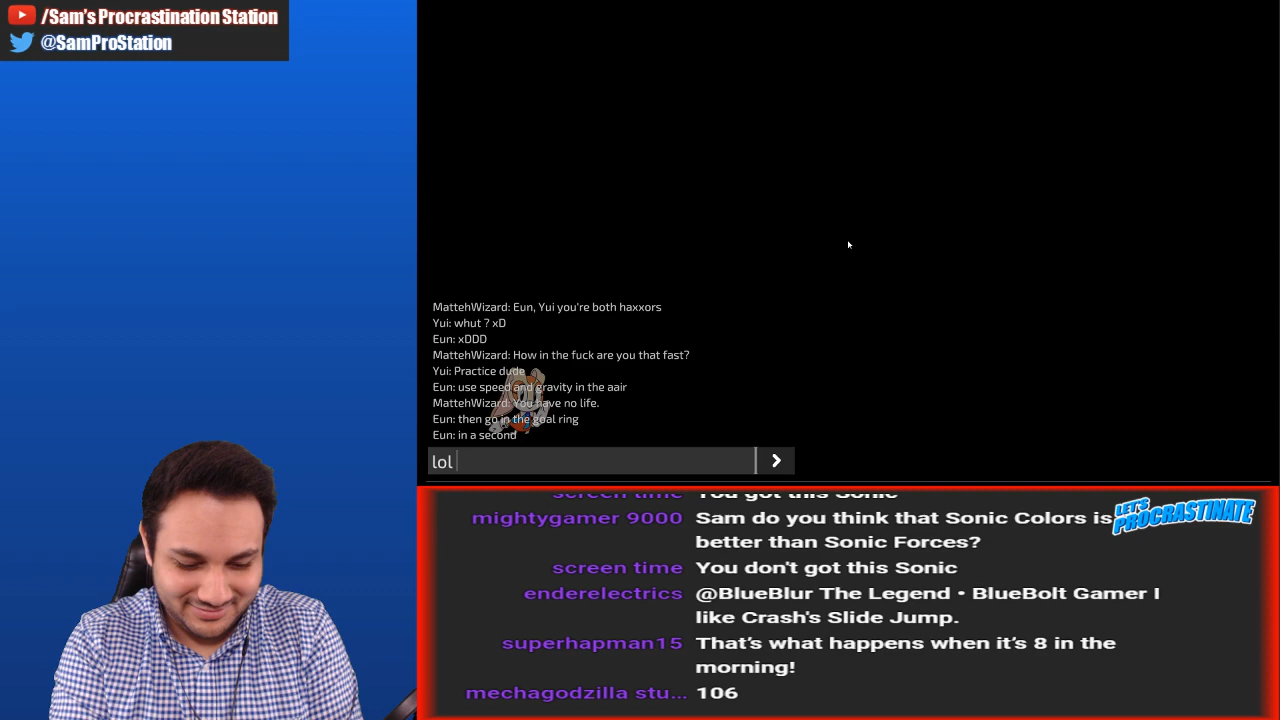 /Sam's Procrastination Station
@SamProStation
MattehWizard: Eun, Yui you're both haxxors
Yui: whut ? xD
Eun: xDDD
MattehWizard: How in the fuck are you that fast?
Yui: Practice dude
Eun: use speed and gravity in the aair
MattehWizard: You have no life.
Eun: then go in the goal ring
Eun: in a second
lol
screen time You got this Sonic
mightygamer 9000 Sam do you think that Sonic Colors is
better than Sonic Forces?
LET'S
PROCRASTINATE
screen time You don't got this Sonic
enderelectrics @BlueBlur The Legend • BlueBolt Gamer I
like Crash's Slide Jump.
superhapman15 That's what happens when it's 8 in the
morning!
mechagodzilla stu... 106